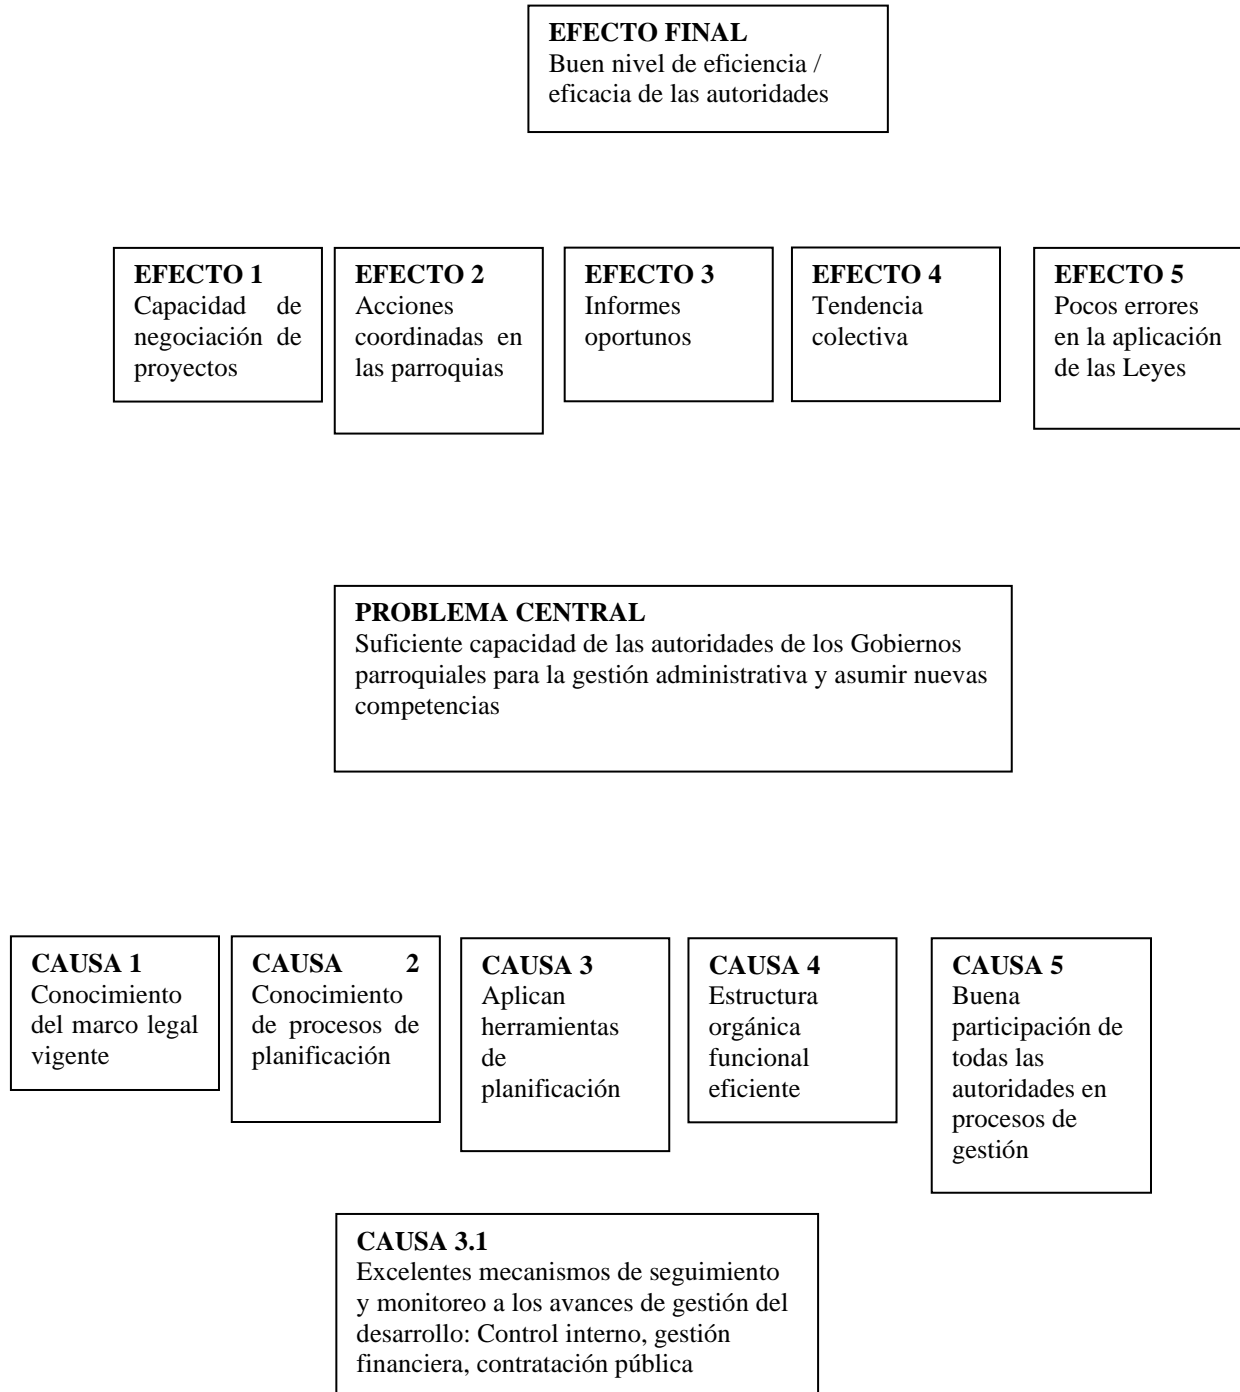 EFECTO FINAL
Buen nivel de eficiencia /
eficacia de las autoridades
EFECTO 1
Capacidad de
negociación de
proyectos
EFECTO 2
Acciones
coordinadas en
las parroquias
EFECTO 3
Informes
oportunos
EFECTO 4
Tendencia
colectiva
EFECTO 5
Pocos errores
en la aplicación
de las Leyes
PROBLEMA CENTRAL
Suficiente capacidad de las autoridades de los Gobiernos
parroquiales para la gestión administrativa y asumir nuevas
competencias
CAUSA 1
Conocimiento
del marco legal
vigente
CAUSA 2
Conocimiento
de procesos de
planificación
CAUSA 3
Aplican
herramientas
de
planificación
CAUSA 4
Estructura
orgánica
funcional
eficiente
CAUSA 5
Buena
participación de
todas las
autoridades en
procesos de
gestión
CAUSA 3.1
Excelentes mecanismos de seguimiento
y monitoreo a los avances de gestión del
desarrollo: Control interno, gestión
financiera, contratación pública